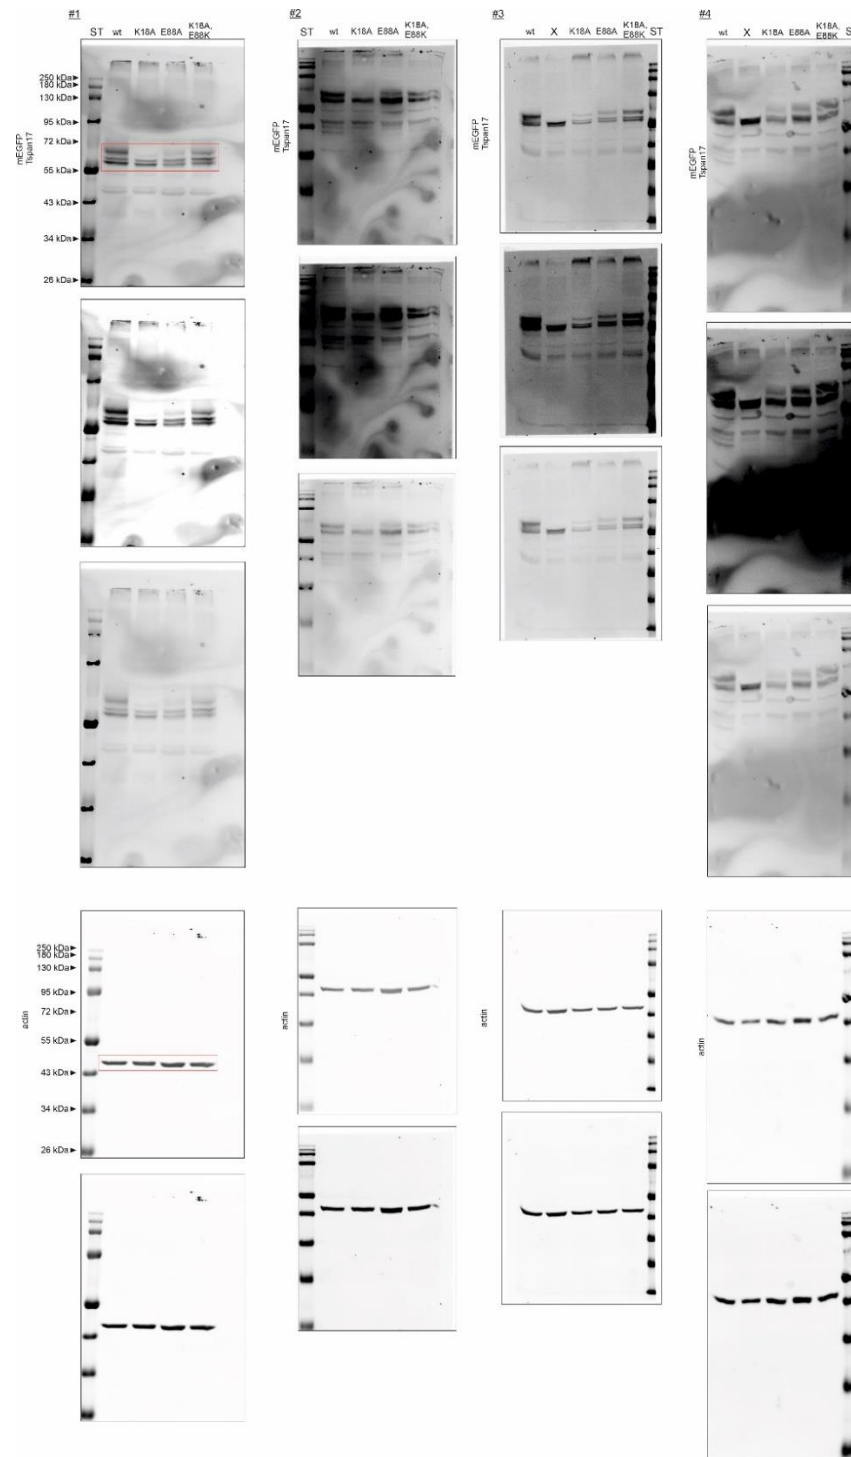 #1
#2
#3
#4
ST wt K18A E88A K18A, E88K
ST wt K18A E88A K18A, E88K
wt X K18A E88A K18A, E88K ST
wt X K18A E88A K18A, E88K
mEGFP
Tspan17
250 kDa
180 kDa
130 kDa
95 kDa
72 kDa
55 kDa
43 kDa
34 kDa
26 kDa
mEGFP
Tspan17
mEGFP
Tspan17
mEGFP
Tspan17
actin
250 kDa
180 kDa
130 kDa
95 kDa
72 kDa
55 kDa
43 kDa
34 kDa
26 kDa
actin
actin
actin